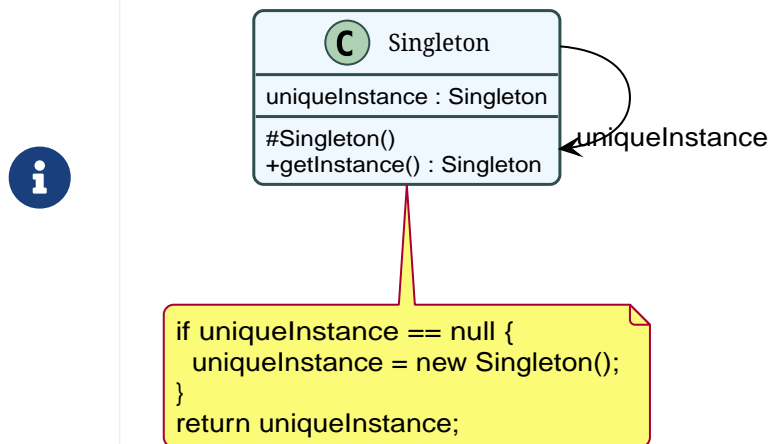 C Singleton
uniqueInstance : Singleton
#Singleton()
+getInstance() : Singleton
uniqueInstance
if uniqueInstance == null {
  uniqueInstance = new Singleton();
}
return uniqueInstance;